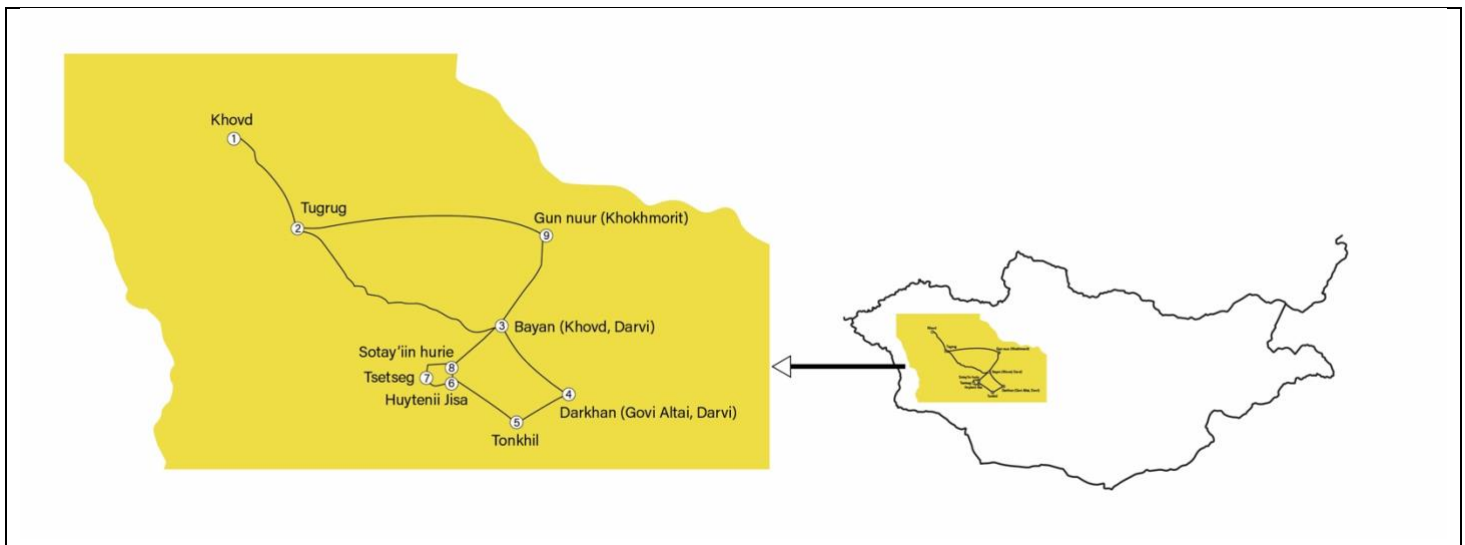 Khovd
1
Tugrug
2
Gun nuur (Khokhmorit)
9
3
Bayan (Khovd, Darvi)
Sotay'iin hurie
8
Tsetseg
7
6
Huytenii Jisa
4
Darkhan (Govi Altai, Darvi)
5
Tonkhil